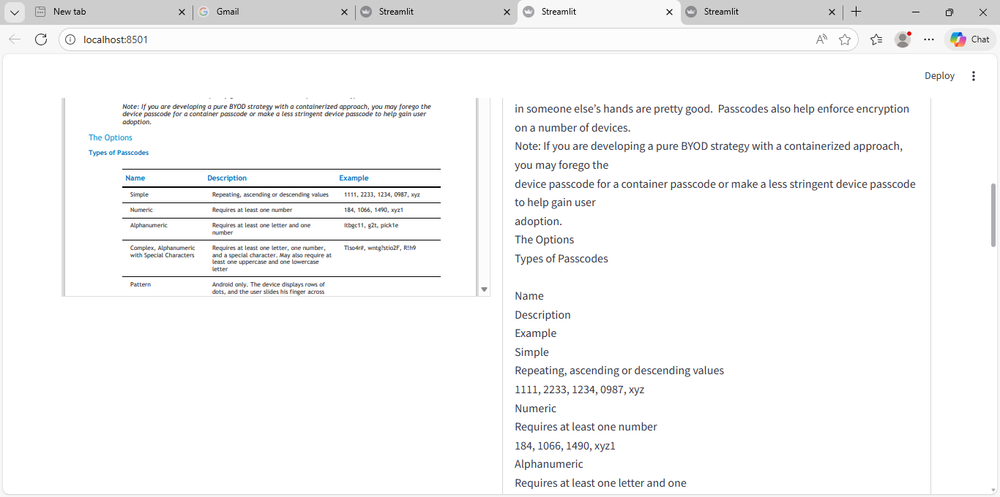 New tab
Gmail
Streamlit
Streamlit
Streamlit
localhost:8501
Chat
Deploy
Note: If you are developing a pure BYOD strategy with a containerized approach, you may forego the
device passcode for a container passcode or make a less stringent device passcode to help gain user
adoption.
The Options
Types of Passcodes
Name Description Example
Simple Repeating, ascending or descending values 1111, 2233, 1234, 0987, xyz
Numeric Requires at least one number 184, 1066, 1490, xyz1
Alphanumeric Requires at least one letter and one itbgc11, g2t, pick1e
number
Complex, Alphanumeric Requires at least one letter, one number, Tlso4r#, wntg?stio2F, R!h9
with Special Characters and a special character. May also require at
least one uppercase and one lowercase
letter
Pattern Android only. The device displays rows of
dots, and the user slides his finger across
in someone else’s hands are pretty good.  Passcodes also help enforce encryption
on a number of devices.
Note: If you are developing a pure BYOD strategy with a containerized approach,
you may forego the
device passcode for a container passcode or make a less stringent device passcode
to help gain user
adoption.
The Options
Types of Passcodes
Name
Description
Example
Simple
Repeating, ascending or descending values
1111, 2233, 1234, 0987, xyz
Numeric
Requires at least one number
184, 1066, 1490, xyz1
Alphanumeric
Requires at least one letter and one